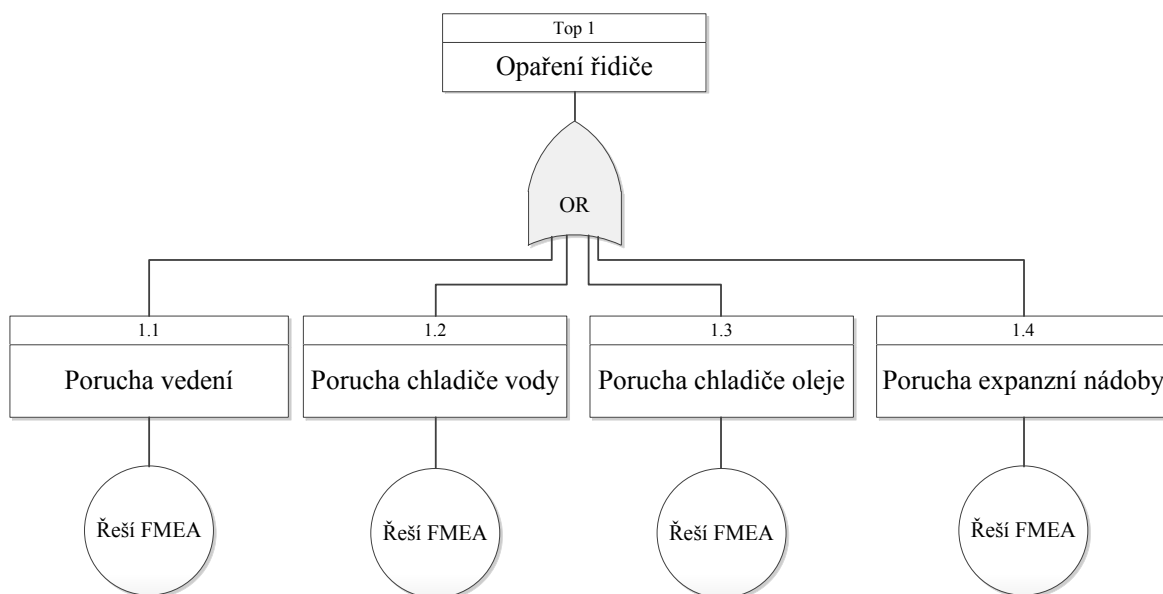 Top 1
Opaření řidiče
OR
1.1
Porucha vedení
1.2
Porucha chladiče vody
1.3
Porucha chladiče oleje
1.4
Porucha expanzní nádoby
Řeší FMEA
Řeší FMEA
Řeší FMEA
Řeší FMEA